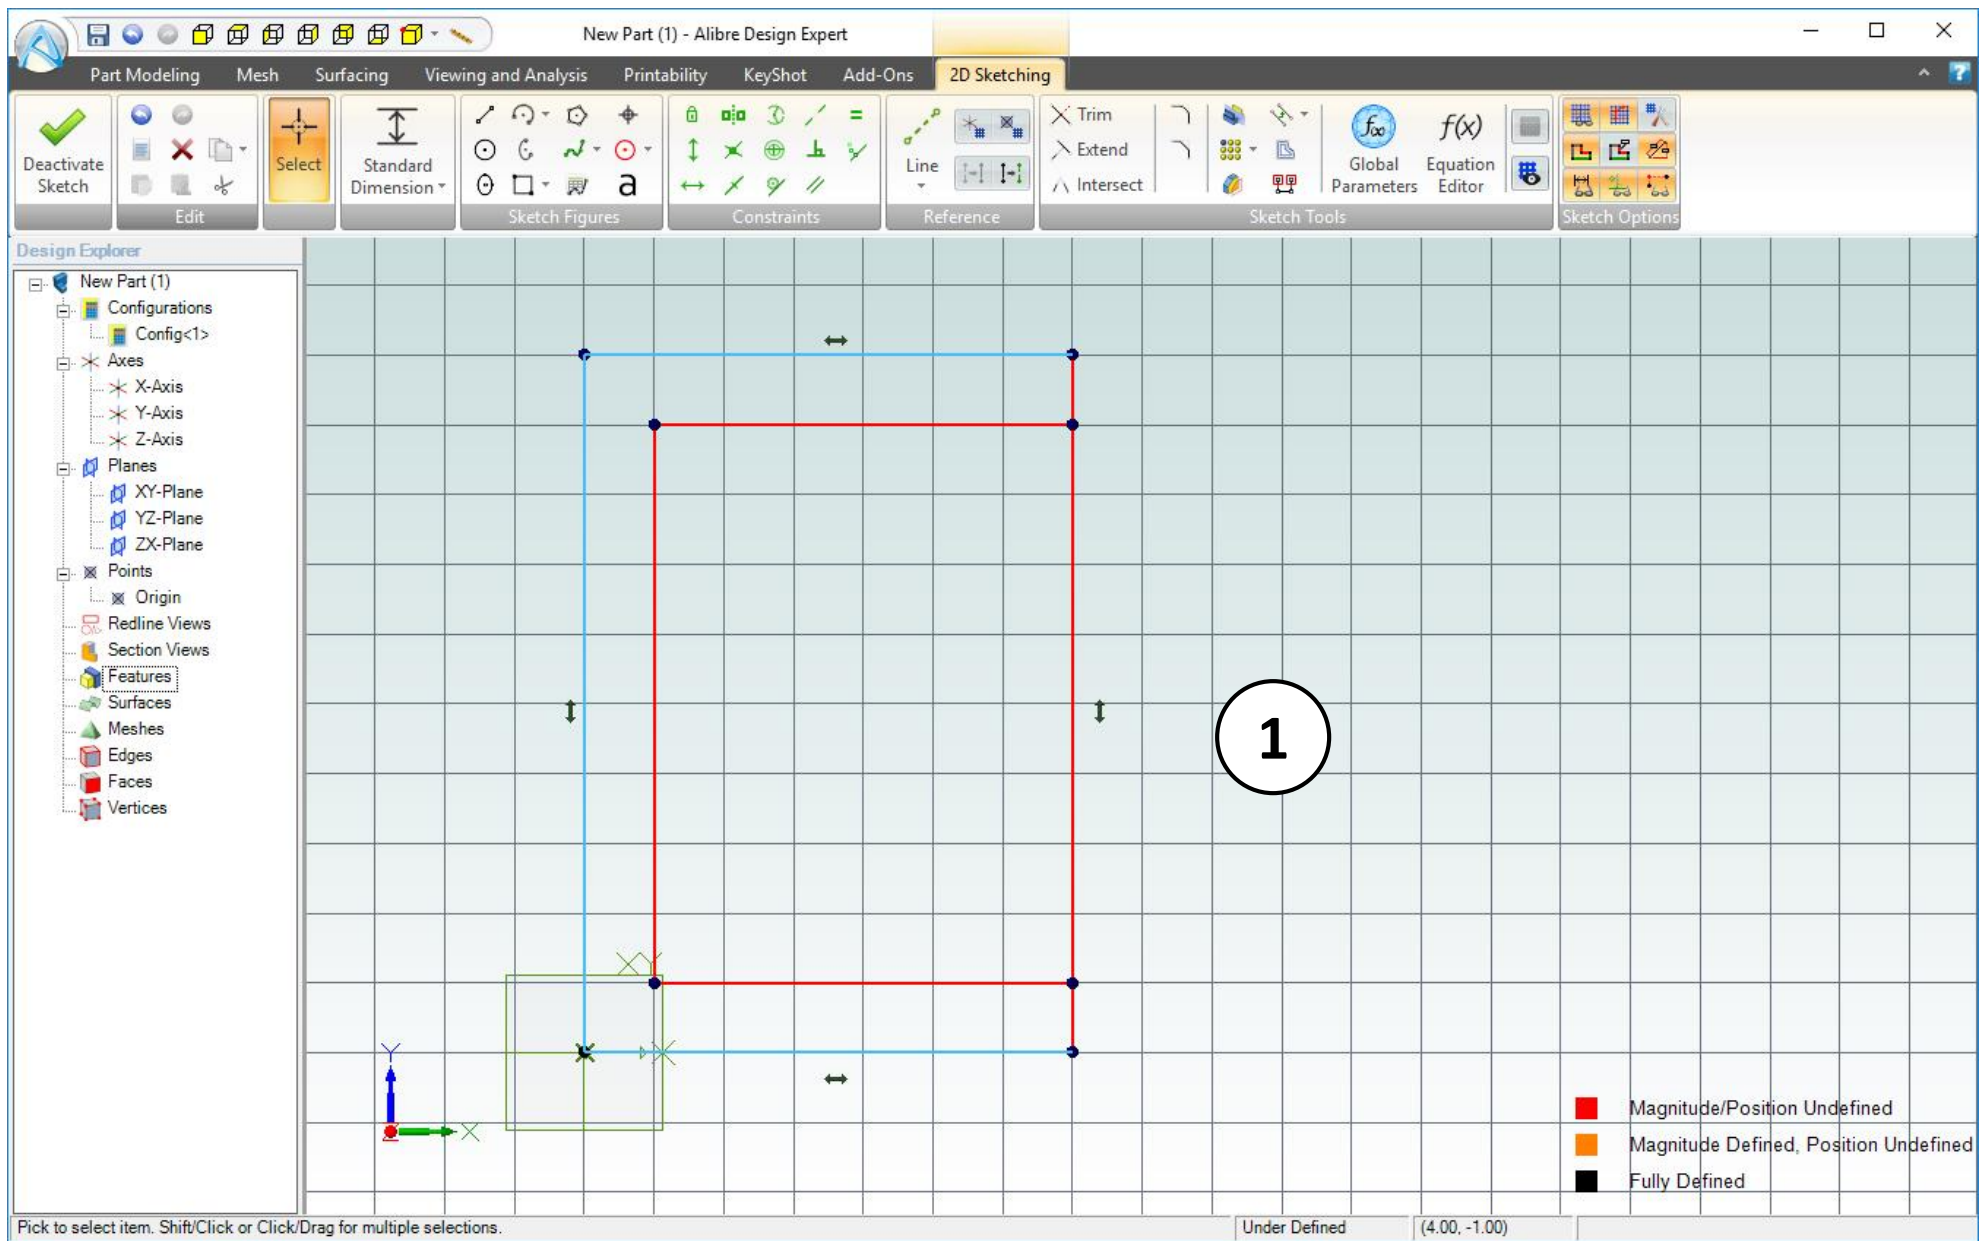 New Part (1) - Alibre Design Expert
Part Modeling Mesh Surfacing Viewing and Analysis Printability KeyShot Add-Ons 2D Sketching
Deactivate Sketch
Edit
Select
Standard Dimension
a
Sketch Figures
Constraints
Line
Reference
Trim
Extend
Intersect
Global Parameters
f(x)
Equation Editor
Sketch Tools
Sketch Options
Design Explorer
New Part (1)
Configurations
Config<1>
Axes
X-Axis
Y-Axis
Z-Axis
Planes
XY-Plane
YZ-Plane
ZX-Plane
Points
Origin
Redline Views
Section Views
Features
Surfaces
Meshes
Edges
Faces
Vertices
1
XY
X
Y
X
Z
Magnitude/Position Undefined
Magnitude Defined, Position Undefined
Fully Defined
Pick to select item. Shift/Click or Click/Drag for multiple selections.
Under Defined
(4.00, -1.00)